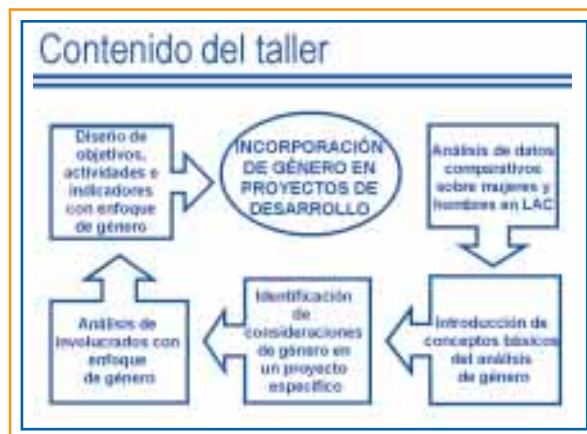 Contenido del taller
Diseño de
objetivos,
actividades e
indicadores
con enfoque
de género
INCORPORACIÓN
DE GÉNERO EN
PROYECTOS DE
DESARROLLO
Análisis de datos
comparativos
sobre mujeres y
hombres en LAC
Análisis de
involucrados con
enfoque
de género
Identificación
de
consideraciones
de género en
un proyecto
específico
Introducción de
conceptos básicos
del análisis
de género